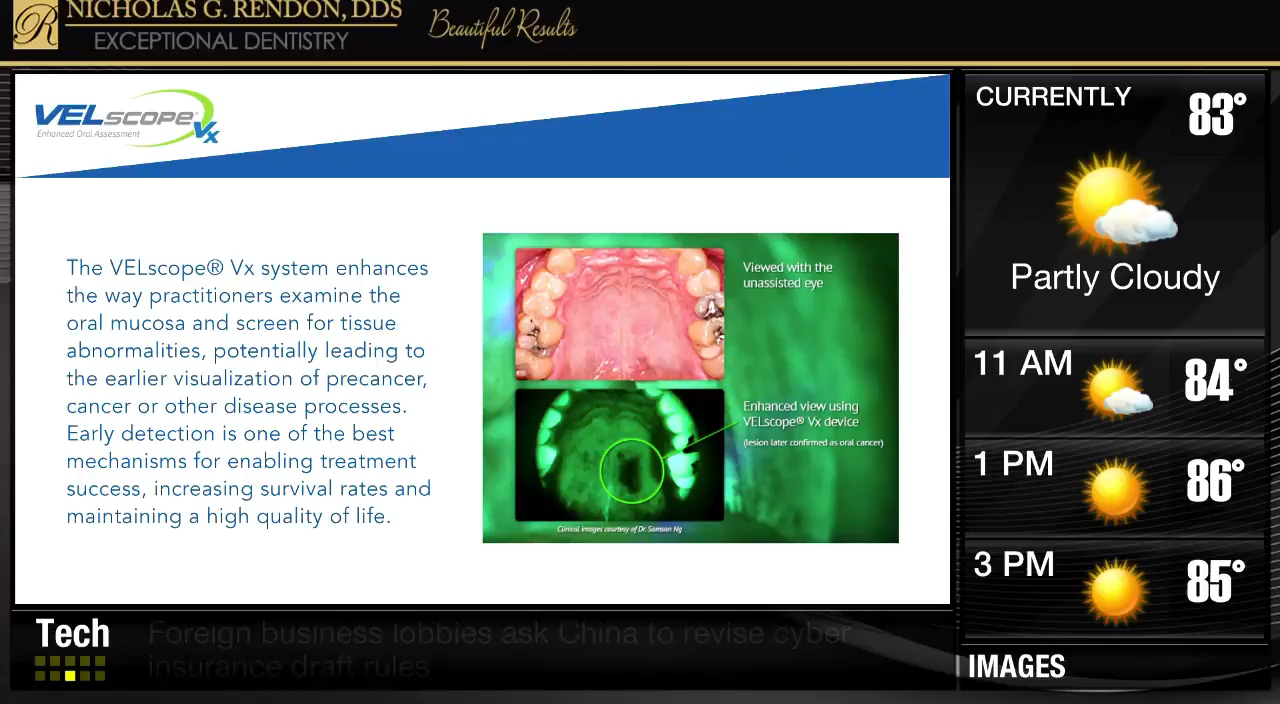 NICHOLAS G. RENDON, DDS
EXCEPTIONAL DENTISTRY
Beautiful Results
R
VELscope Vx
Enhanced Oral Assessment
The VELscope® Vx system enhances
the way practitioners examine the
oral mucosa and screen for tissue
abnormalities, potentially leading to
the earlier visualization of precancer,
cancer or other disease processes.
Early detection is one of the best
mechanisms for enabling treatment
success, increasing survival rates and
maintaining a high quality of life.
Viewed with the
unassisted eye
Enhanced view using
VELscope® Vx device
(lesion later confirmed as oral cancer)
Clinical images courtesy of Dr. Samson Ng
CURRENTLY
83°
Partly Cloudy
11 AM 84°
1 PM 86°
3 PM 85°
Tech
Foreign business lobbies ask China to revise cyber
insurance draft rules
IMAGES